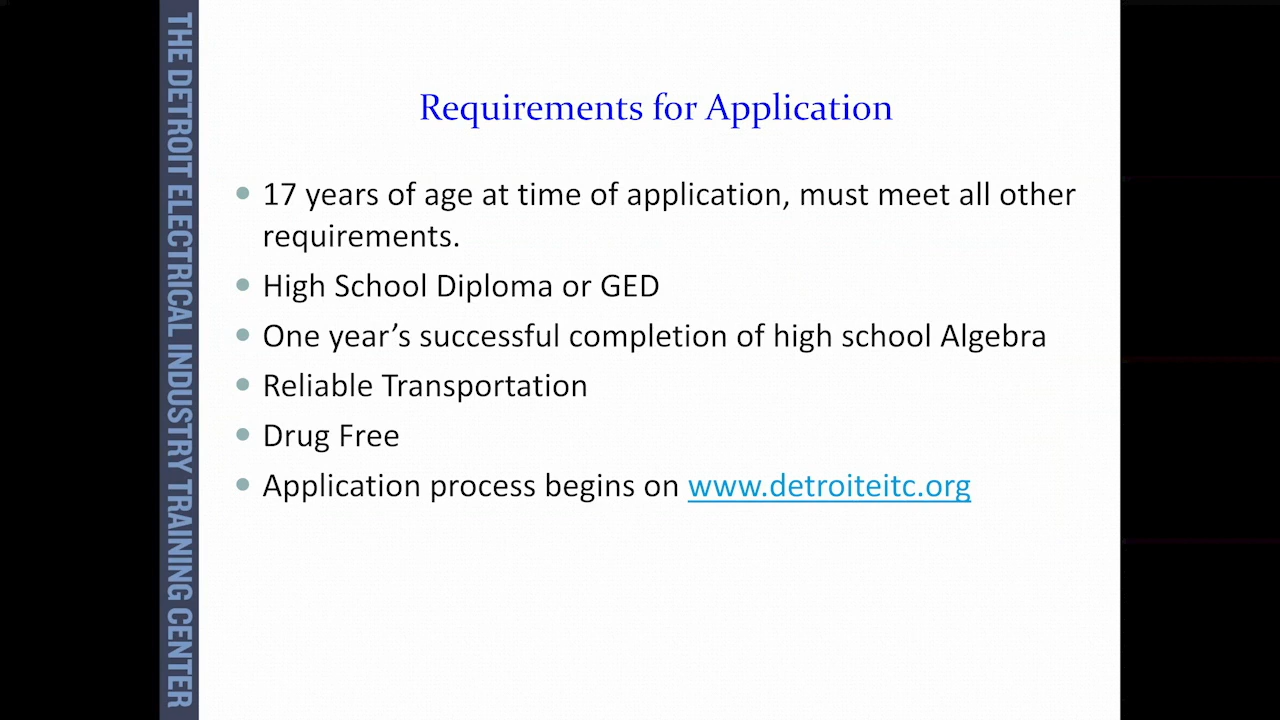 THE DETROIT ELECTRICAL INDUSTRY TRAINING CENTER
Requirements for Application
• 17 years of age at time of application, must meet all other
requirements.
• High School Diploma or GED
• One year’s successful completion of high school Algebra
• Reliable Transportation
• Drug Free
• Application process begins on www.detroiteitc.org